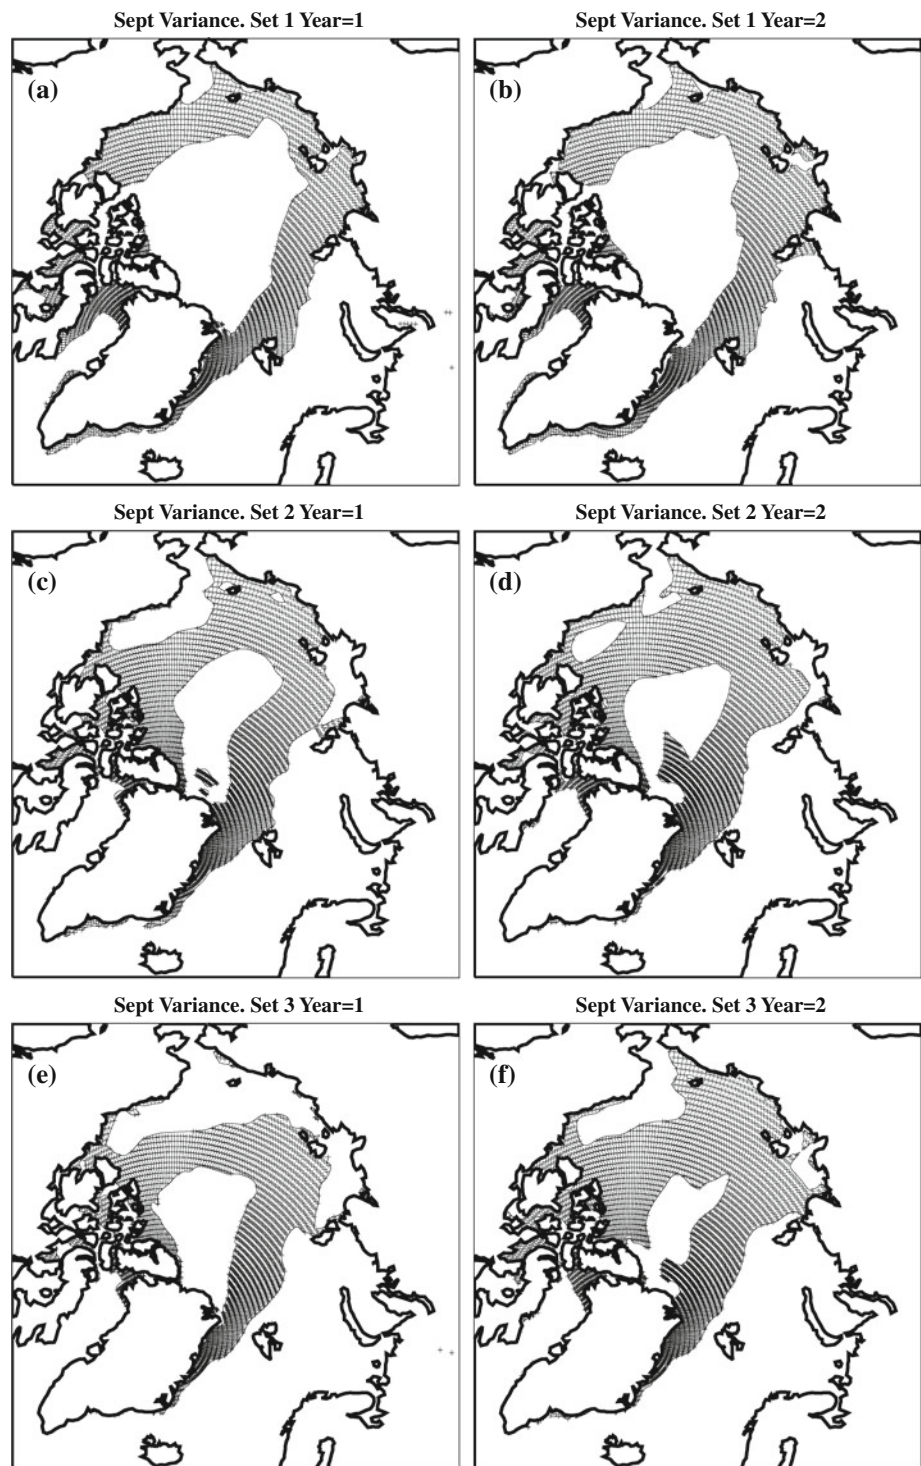 Sept Variance. Set 1 Year=1
Sept Variance. Set 1 Year=2
(a)
(b)
Sept Variance. Set 2 Year=1
Sept Variance. Set 2 Year=2
(c)
(d)
Sept Variance. Set 3 Year=1
Sept Variance. Set 3 Year=2
(e)
(f)